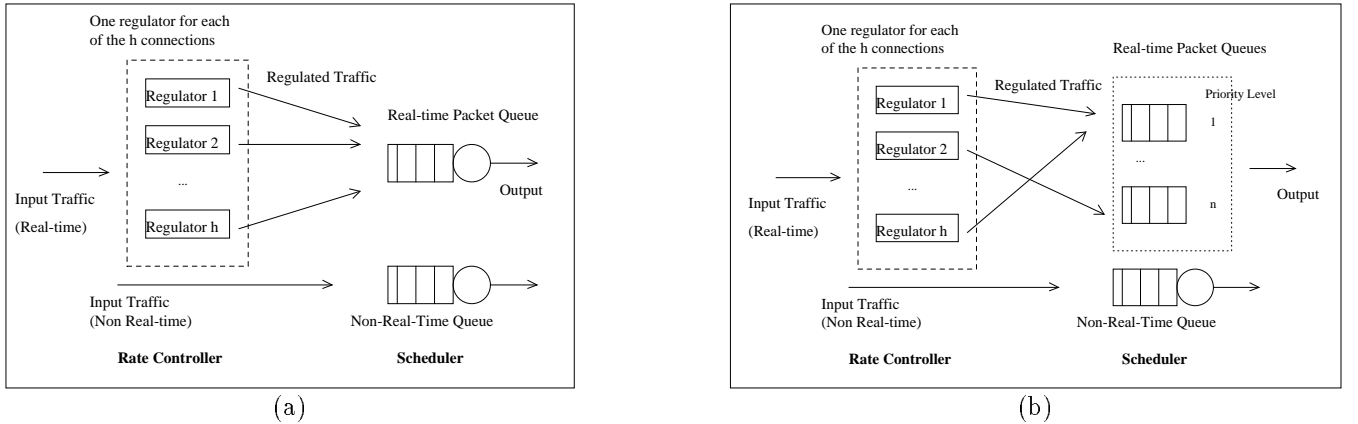 One regulator for each
of the h connections
Regulated Traffic
Regulator 1
Real-time Packet Queue
Regulator 2
...
Input Traffic
(Real-time)
Output
Regulator h
Input Traffic
(Non Real-time)
Non-Real-Time Queue
Rate Controller
Scheduler
(a)
One regulator for each
of the h connections
Real-time Packet Queues
Regulated Traffic
Priority Level
Regulator 1
1
Regulator 2
...
...
Input Traffic
(Real-time)
n
Output
Regulator h
Input Traffic
(Non Real-time)
Non-Real-Time Queue
Rate Controller
Scheduler
(b)